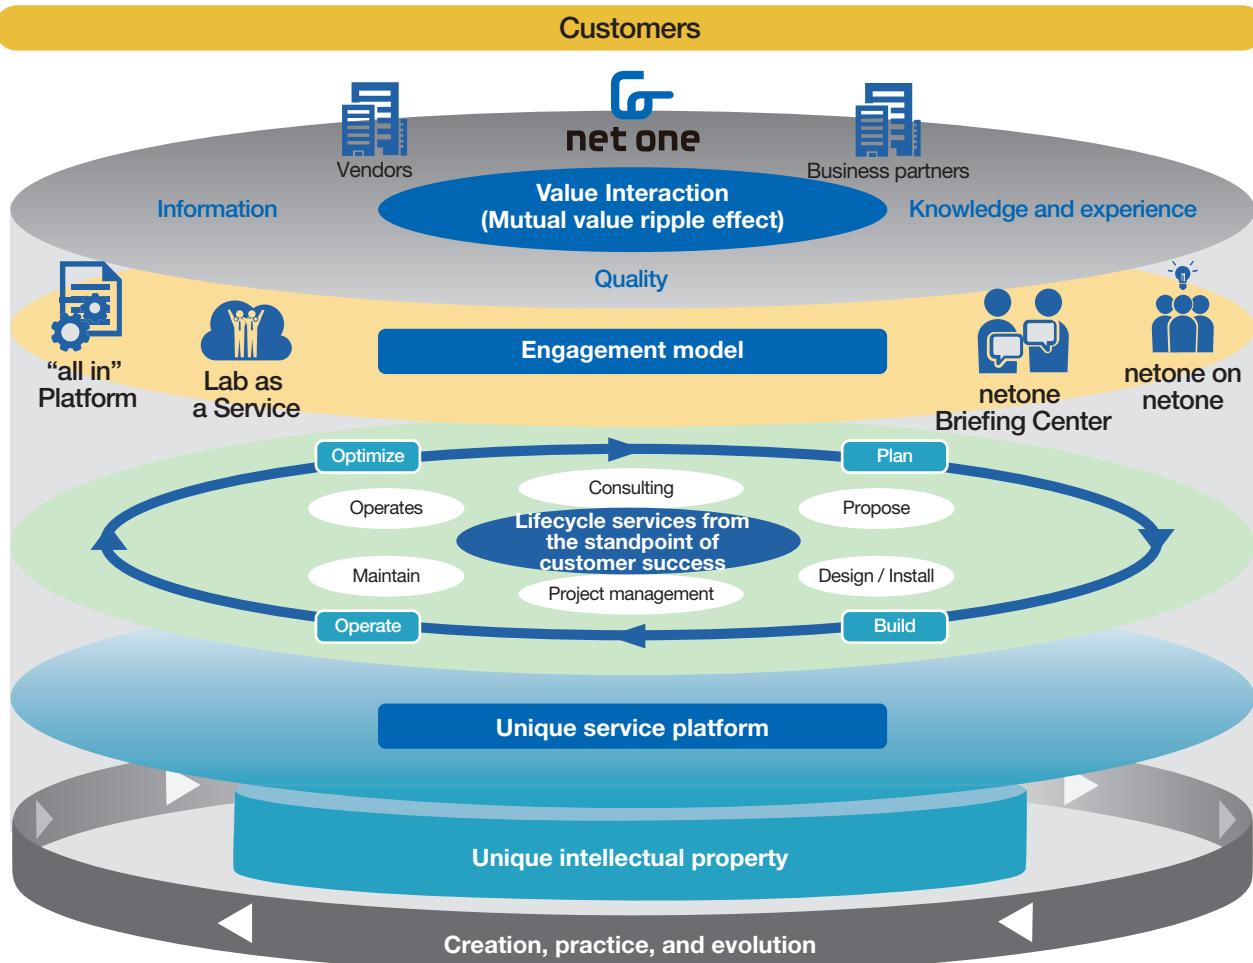 Customers
net one
Vendors
Business partners
Value Interaction
(Mutual value ripple effect)
Information
Knowledge and experience
Quality
Engagement model
“all in”
Platform
Lab as
a Service
netone
Briefing Center
netone on
netone
Optimize
Plan
Consulting
Operates
Propose
Lifecycle services from
the standpoint of
customer success
Maintain
Design / Install
Project management
Operate
Build
Unique service platform
Unique intellectual property
Creation, practice, and evolution